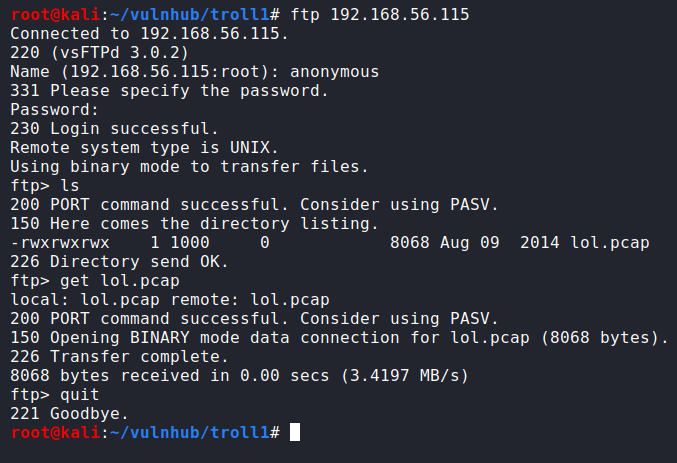 root@kali:~/vulnhub/troll1# ftp 192.168.56.115
Connected to 192.168.56.115.
220 (vsFTPd 3.0.2)
Name (192.168.56.115:root): anonymous
331 Please specify the password.
Password:
230 Login successful.
Remote system type is UNIX.
Using binary mode to transfer files.
ftp> ls
200 PORT command successful. Consider using PASV.
150 Here comes the directory listing.
-rwxrwxrwx    1 1000     0            8068 Aug 09  2014 lol.pcap
226 Directory send OK.
ftp> get lol.pcap
local: lol.pcap remote: lol.pcap
200 PORT command successful. Consider using PASV.
150 Opening BINARY mode data connection for lol.pcap (8068 bytes).
226 Transfer complete.
8068 bytes received in 0.00 secs (3.4197 MB/s)
ftp> quit
221 Goodbye.
root@kali:~/vulnhub/troll1#